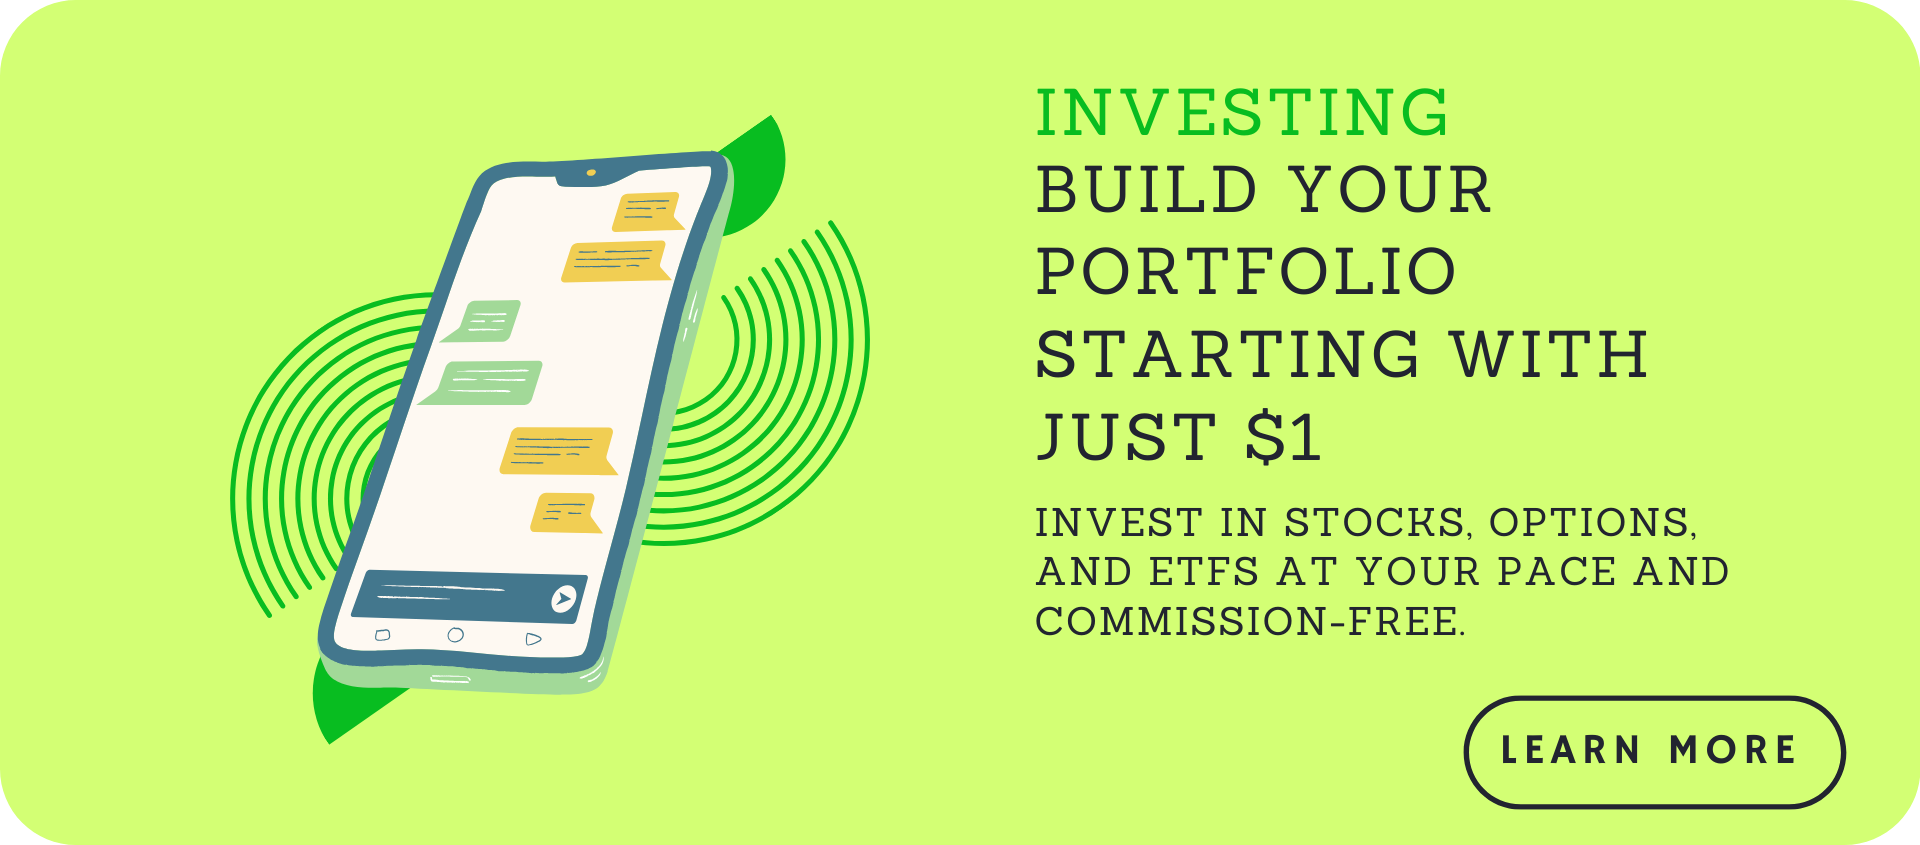 INVESTING
BUILD YOUR
PORTFOLIO
STARTING WITH
JUST $1
INVEST IN STOCKS, OPTIONS,
AND ETFS AT YOUR PACE AND
COMMISSION-FREE.
LEARN MORE